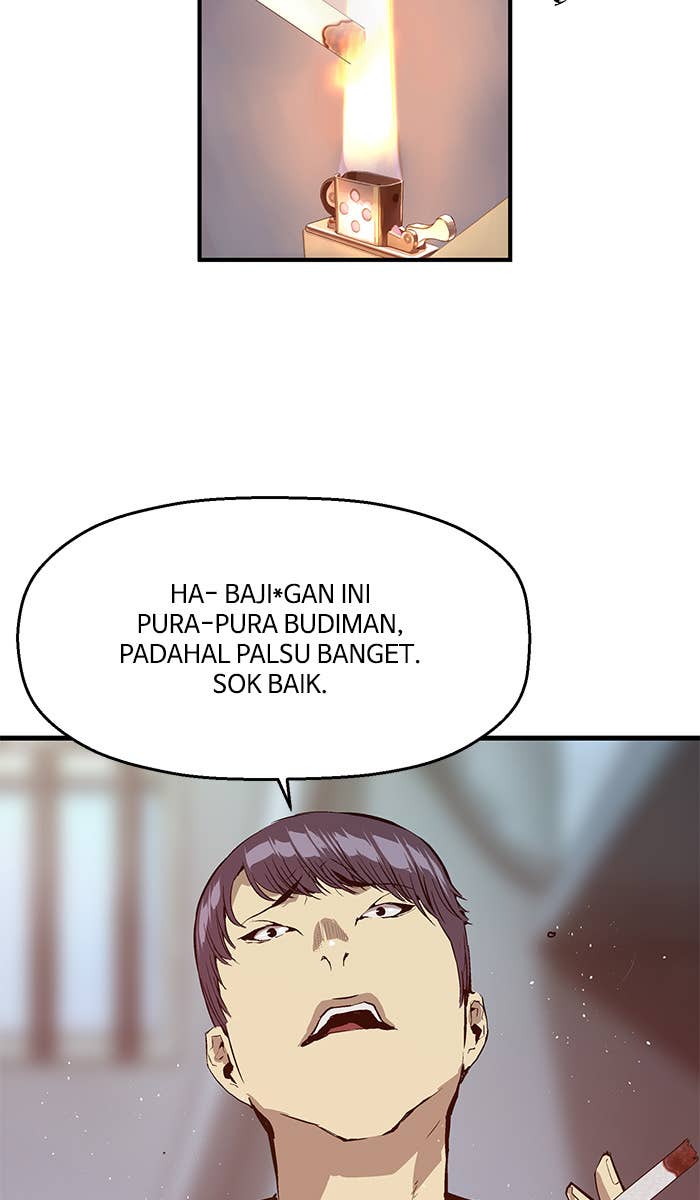 HA- BAJI*GAN INI
PURA-PURA BUDIMAN,
PADAHAL PALSU BANGET.
SOK BAIK.